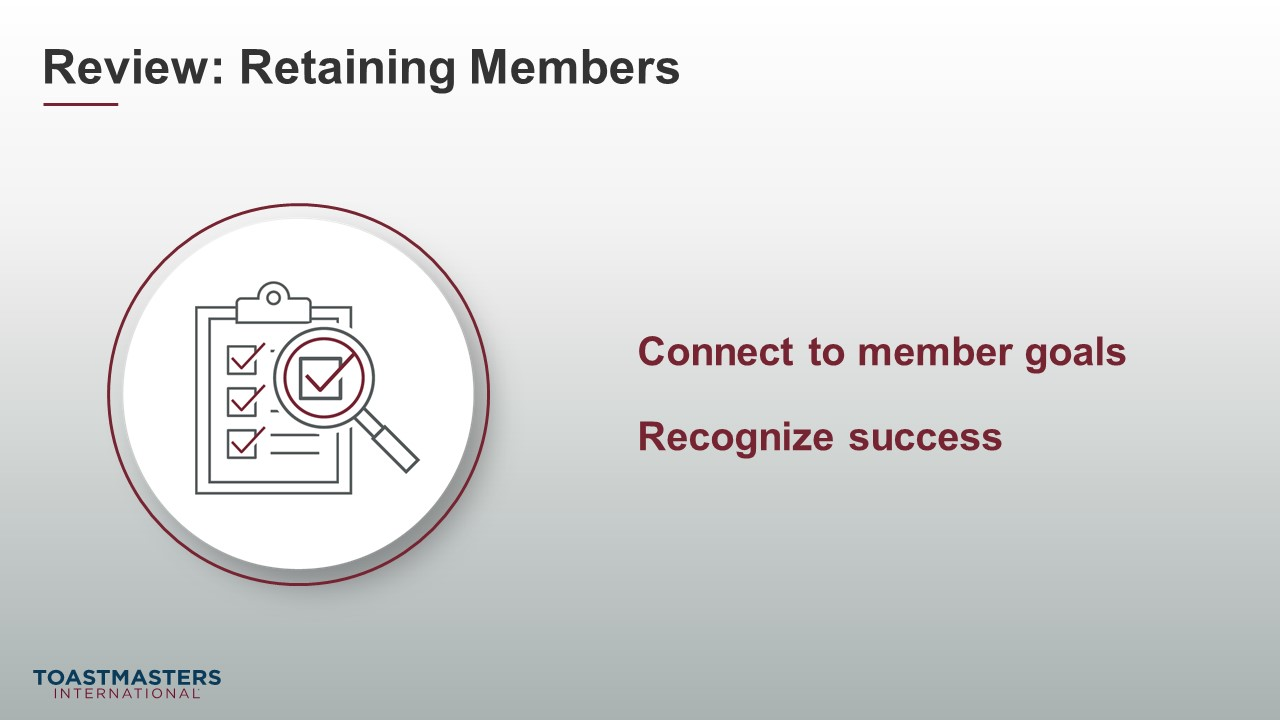 Review: Retaining Members
Connect to member goals
Recognize success
TOASTMASTERS
INTERNATIONAL